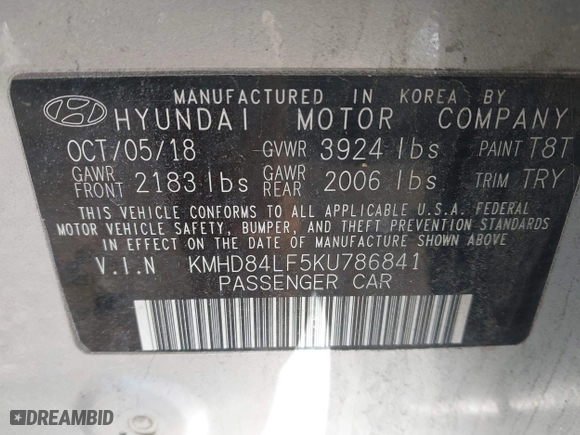 MANUFACTURED IN KOREA BY
HYUNDAI MOTOR COMPANY
OCT/05/18 GVWR 3924 lbs PAINT T8T
GAWR FRONT 2183 lbs GAWR REAR 2006 lbs TRIM TRY
THIS VEHICLE CONFORMS TO ALL APPLICABLE U.S.A. FEDERAL
MOTOR VEHICLE SAFETY, BUMPER, AND THEFT PREVENTION STANDARDS
IN EFFECT ON THE DATE OF MANUFACTURE SHOWN ABOVE.
V.I.N KMHD84LF5KU786841
PASSENGER CAR
DREAMBID